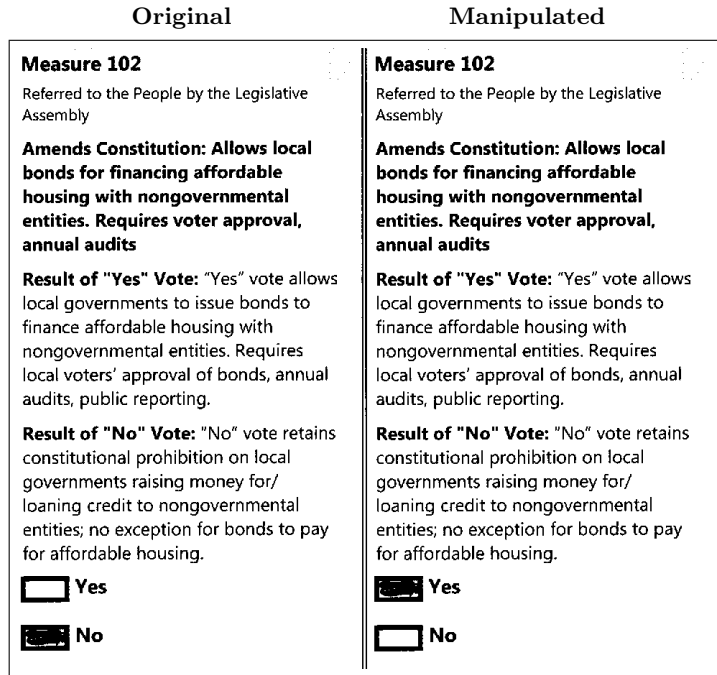 Original
Manipulated
Measure 102
Referred to the People by the Legislative
Assembly
Amends Constitution: Allows local
bonds for financing affordable
housing with nongovernmental
entities. Requires voter approval,
annual audits
Result of "Yes" Vote: “Yes” vote allows
local governments to issue bonds to
finance affordable housing with
nongovernmental entities. Requires
local voters’ approval of bonds, annual
audits, public reporting.
Result of "No" Vote: “No” vote retains
constitutional prohibition on local
governments raising money for/
loaning credit to nongovernmental
entities; no exception for bonds to pay
for affordable housing.
Yes
No
Measure 102
Referred to the People by the Legislative
Assembly
Amends Constitution: Allows local
bonds for financing affordable
housing with nongovernmental
entities. Requires voter approval,
annual audits
Result of "Yes" Vote: “Yes” vote allows
local governments to issue bonds to
finance affordable housing with
nongovernmental entities. Requires
local voters’ approval of bonds, annual
audits, public reporting.
Result of "No" Vote: “No” vote retains
constitutional prohibition on local
governments raising money for/
loaning credit to nongovernmental
entities; no exception for bonds to pay
for affordable housing.
Yes
No